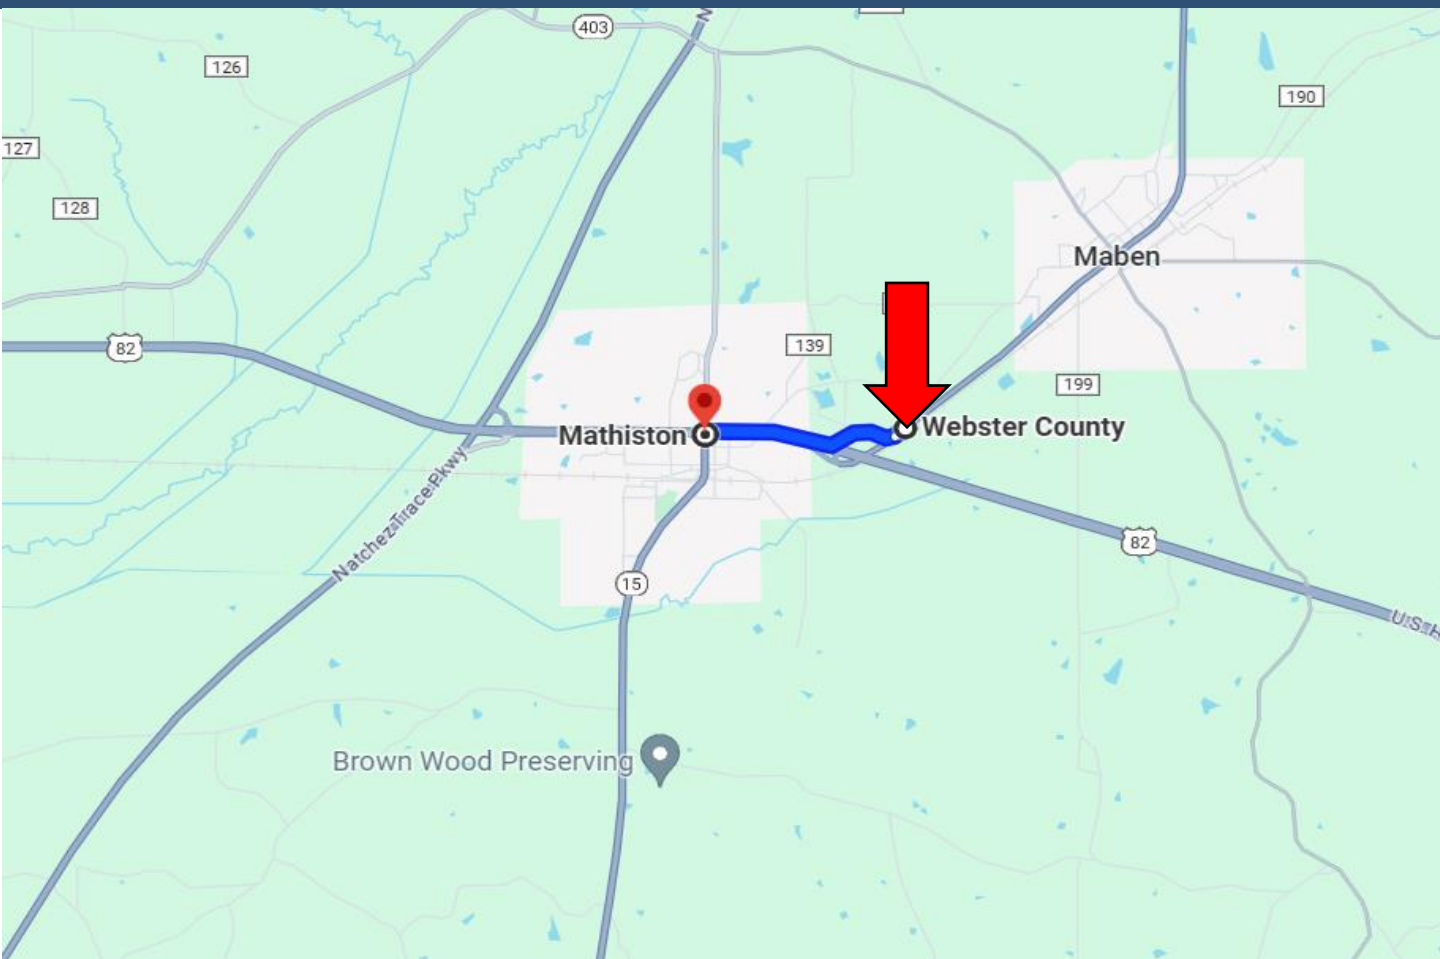 N
403
126
190
127
128
Maben
82
139
199
Mathiston
Webster County
Natchez Trace Pkwy
82
15
U.S. H
Brown Wood Preserving